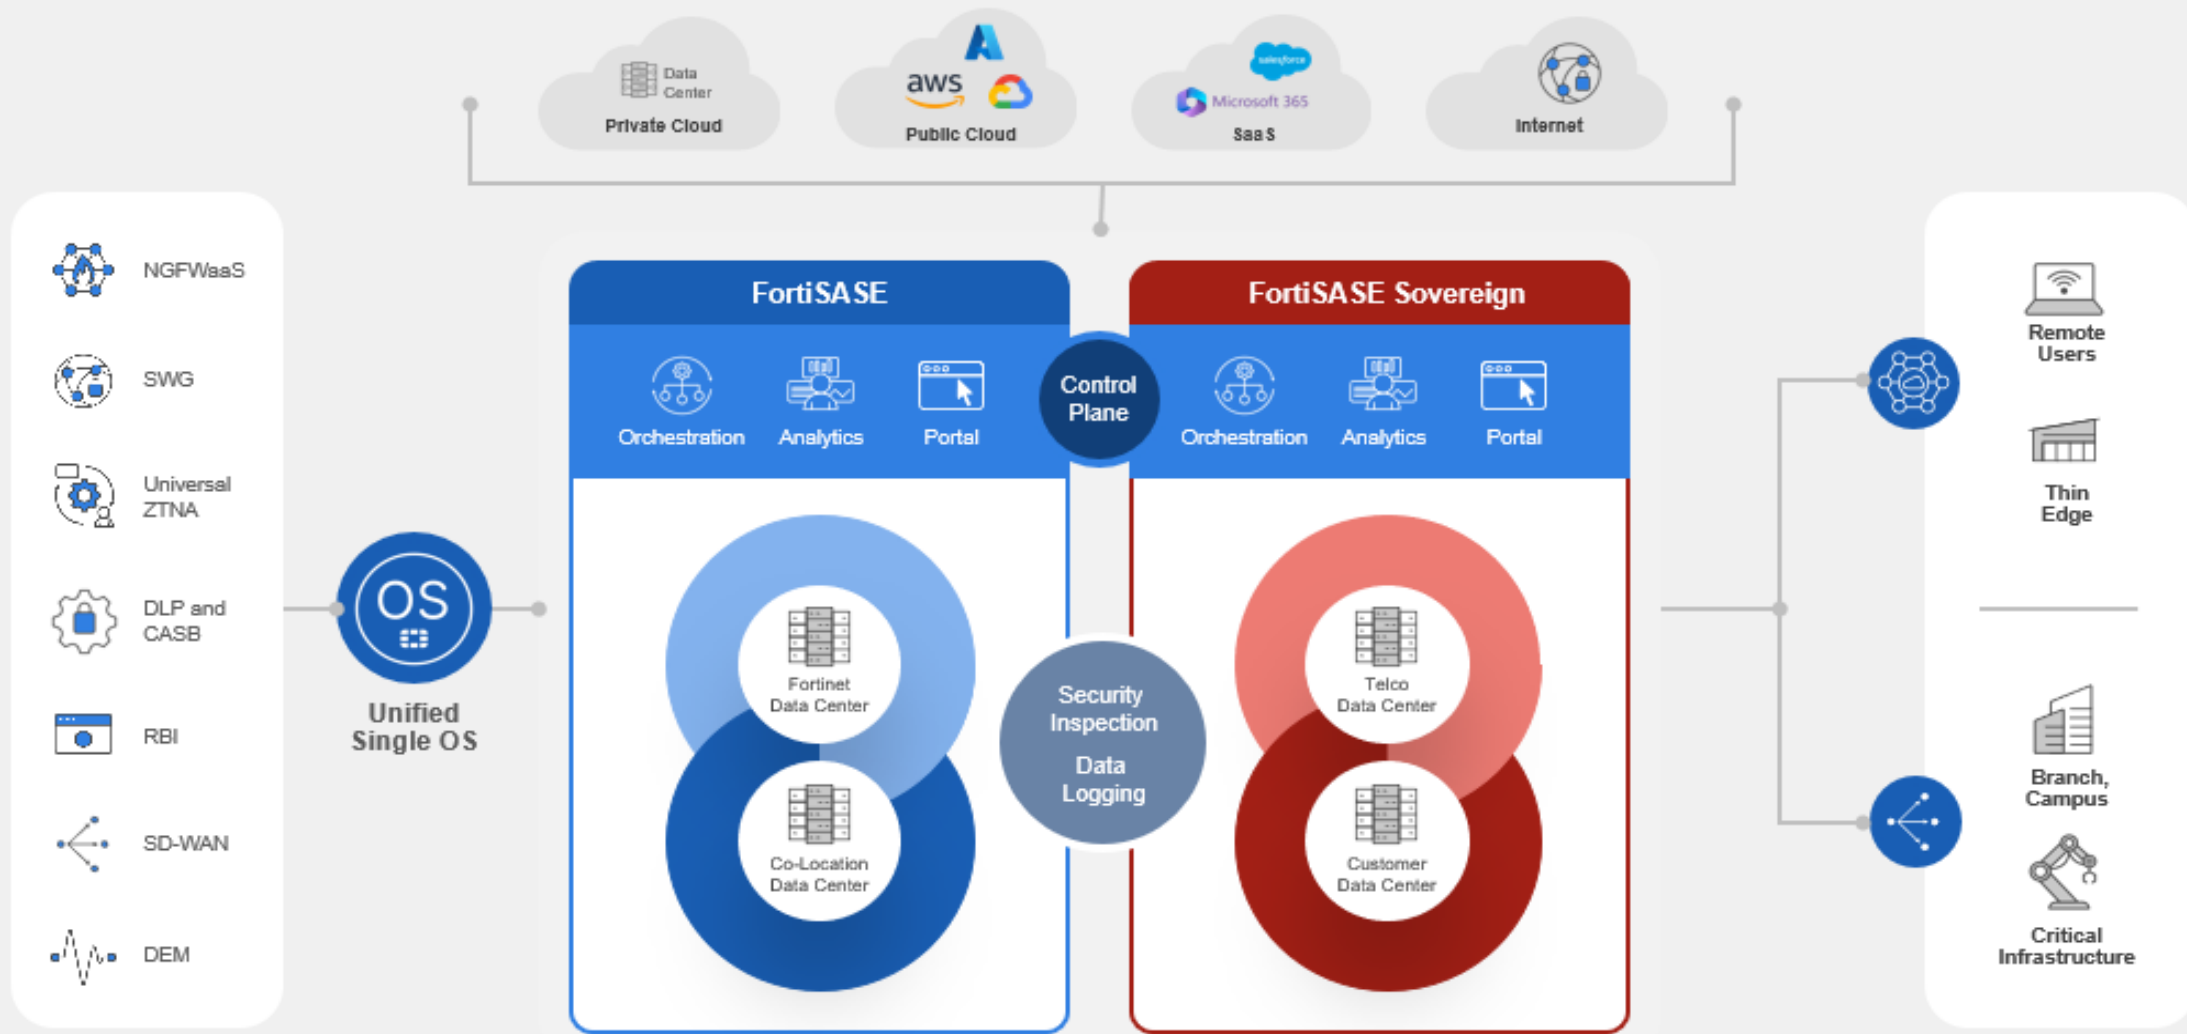 Data
Center
Private Cloud
aws
Public Cloud
salesforce
Microsoft 365
SaaS
Internet
NGFWaaS
SWG
Universal
ZTNA
DLP and
CASB
RBI
SD-WAN
DEM
OS
Unified
Single OS
FortiSASE
Orchestration
Analytics
Portal
Control
Plane
FortiSASE Sovereign
Orchestration
Analytics
Portal
Fortinet
Data Center
Co-Location
Data Center
Security
Inspection
Data
Logging
Telco
Data Center
Customer
Data Center
Remote
Users
Thin
Edge
Branch,
Campus
Critical
Infrastructure